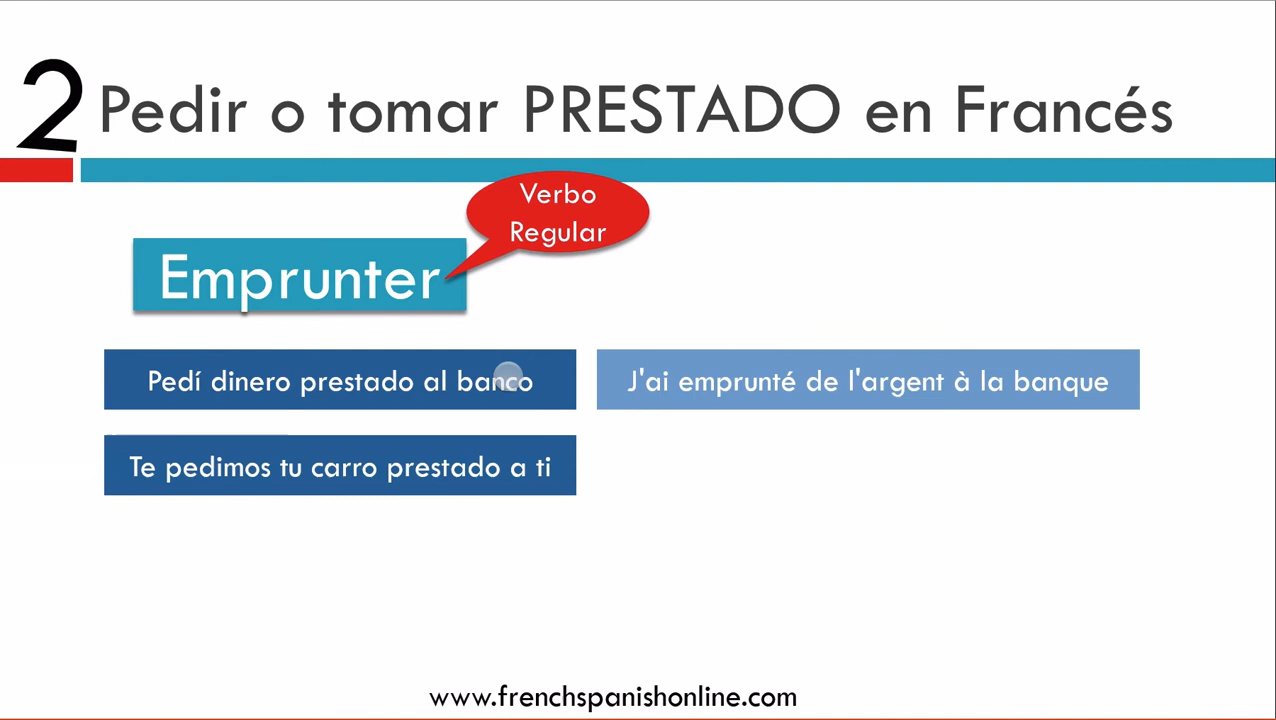 2 Pedir o tomar PRESTADO en Francés
Verbo
Regular
Emprunter
Pedí dinero prestado al banco
J'ai emprunté de l'argent à la banque
Te pedimos tu carro prestado a ti
www.frenchspanishonline.com